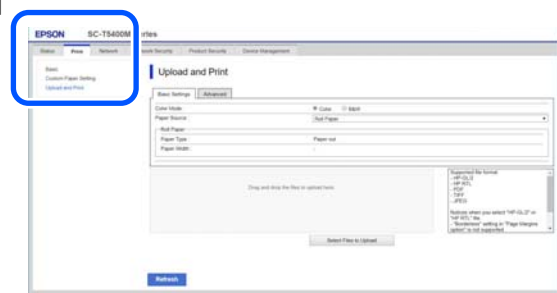 EPSON SC-T5400M Series
Status Print Network Network Security Product Security Device Management
Basic
Custom Paper Setting
Upload and Print
Upload and Print
Basic Settings Advanced
Color Mode : Color B&W
Paper Source : Roll Paper
Roll Paper
Paper Type : Paper out
Paper Width : -
Drag and drop the files to upload here.
Supported file format
- HP-GL/2
- HP RTL
- PDF
- TIFF
- JPEG
Notices when you select "HP-GL/2" or
"HP RTL" file
- "Borderless" setting in "Page Margins
option" is not supported
Select Files to Upload
Refresh